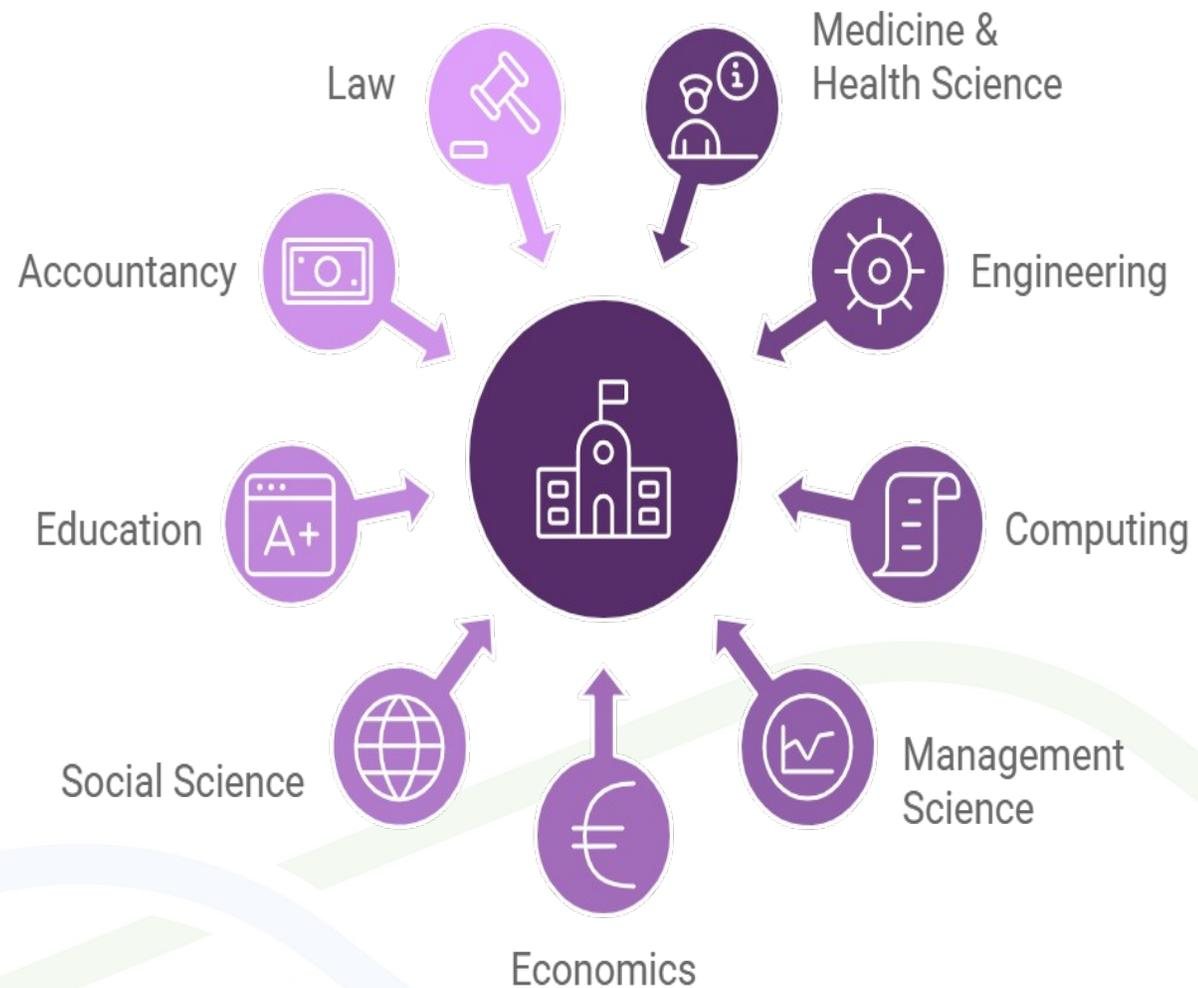 Law
Medicine &
Health Science
Accountancy
Engineering
A+
Education
Computing
Social Science
Management
Science
Economics